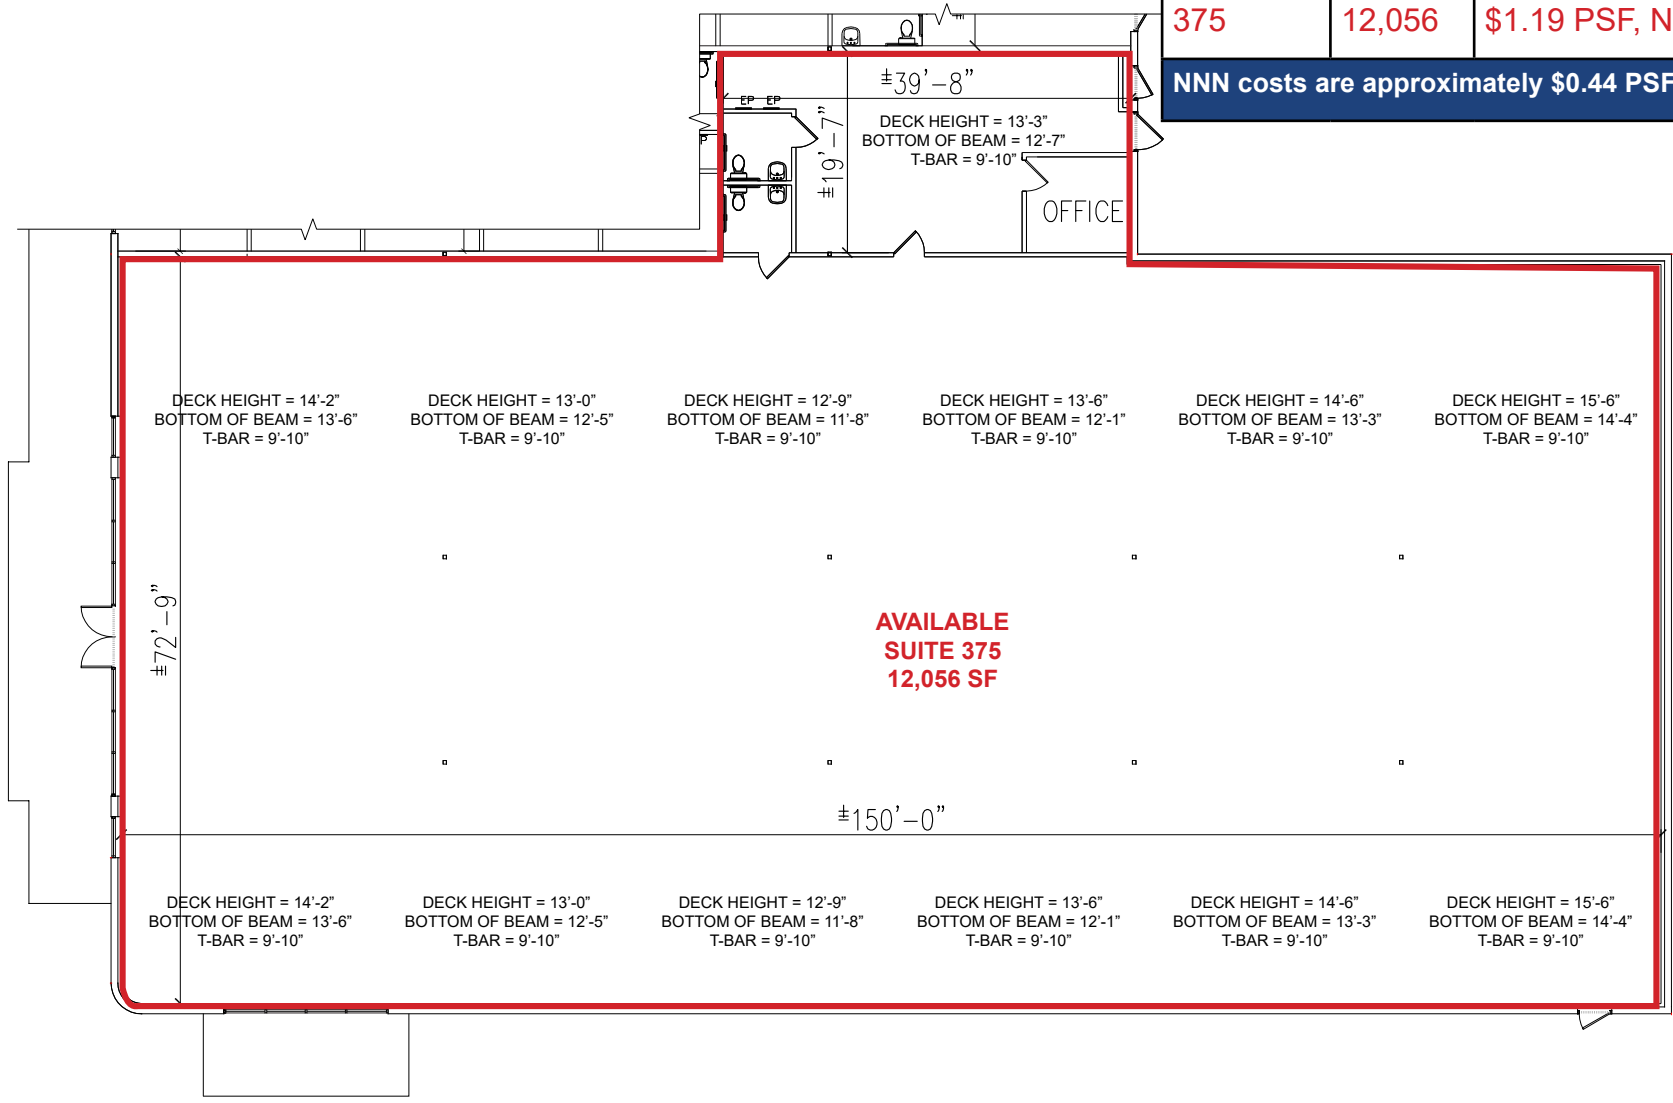 375 12,056 $1.19 PSF, N
NNN costs are approximately $0.44 PSF
±39'-8"
EP EP
±19'-7"
DECK HEIGHT = 13'-3"
BOTTOM OF BEAM = 12'-7"
T-BAR = 9'-10"
OFFICE
DECK HEIGHT = 14'-2"
BOTTOM OF BEAM = 13'-6"
T-BAR = 9'-10"
DECK HEIGHT = 13'-0"
BOTTOM OF BEAM = 12'-5"
T-BAR = 9'-10"
DECK HEIGHT = 12'-9"
BOTTOM OF BEAM = 11'-8"
T-BAR = 9'-10"
DECK HEIGHT = 13'-6"
BOTTOM OF BEAM = 12'-1"
T-BAR = 9'-10"
DECK HEIGHT = 14'-6"
BOTTOM OF BEAM = 13'-3"
T-BAR = 9'-10"
DECK HEIGHT = 15'-6"
BOTTOM OF BEAM = 14'-4"
T-BAR = 9'-10"
±72'-9"
AVAILABLE
SUITE 375
12,056 SF
±150'-0"
DECK HEIGHT = 14'-2"
BOTTOM OF BEAM = 13'-6"
T-BAR = 9'-10"
DECK HEIGHT = 13'-0"
BOTTOM OF BEAM = 12'-5"
T-BAR = 9'-10"
DECK HEIGHT = 12'-9"
BOTTOM OF BEAM = 11'-8"
T-BAR = 9'-10"
DECK HEIGHT = 13'-6"
BOTTOM OF BEAM = 12'-1"
T-BAR = 9'-10"
DECK HEIGHT = 14'-6"
BOTTOM OF BEAM = 13'-3"
T-BAR = 9'-10"
DECK HEIGHT = 15'-6"
BOTTOM OF BEAM = 14'-4"
T-BAR = 9'-10"